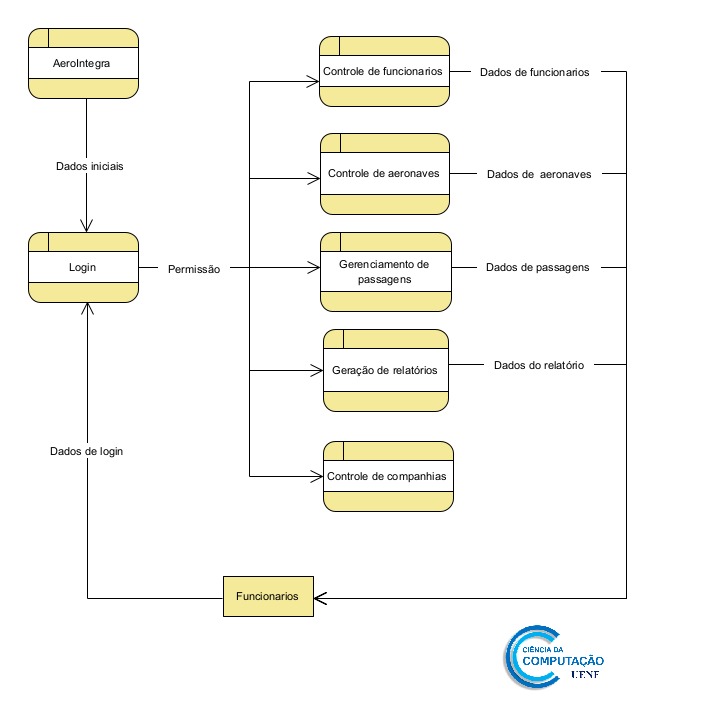 AeroIntegra
Controle de funcionarios
Dados de funcionarios
Dados iniciais
Controle de aeronaves
Dados de aeronaves
Login
Permissão
Gerenciamento de
passagens
Dados de passagens
Geração de relatórios
Dados do relatório
Dados de login
Controle de companhias
Funcionarios
CIÊNCIA DA
COMPUTAÇÃO
UENF